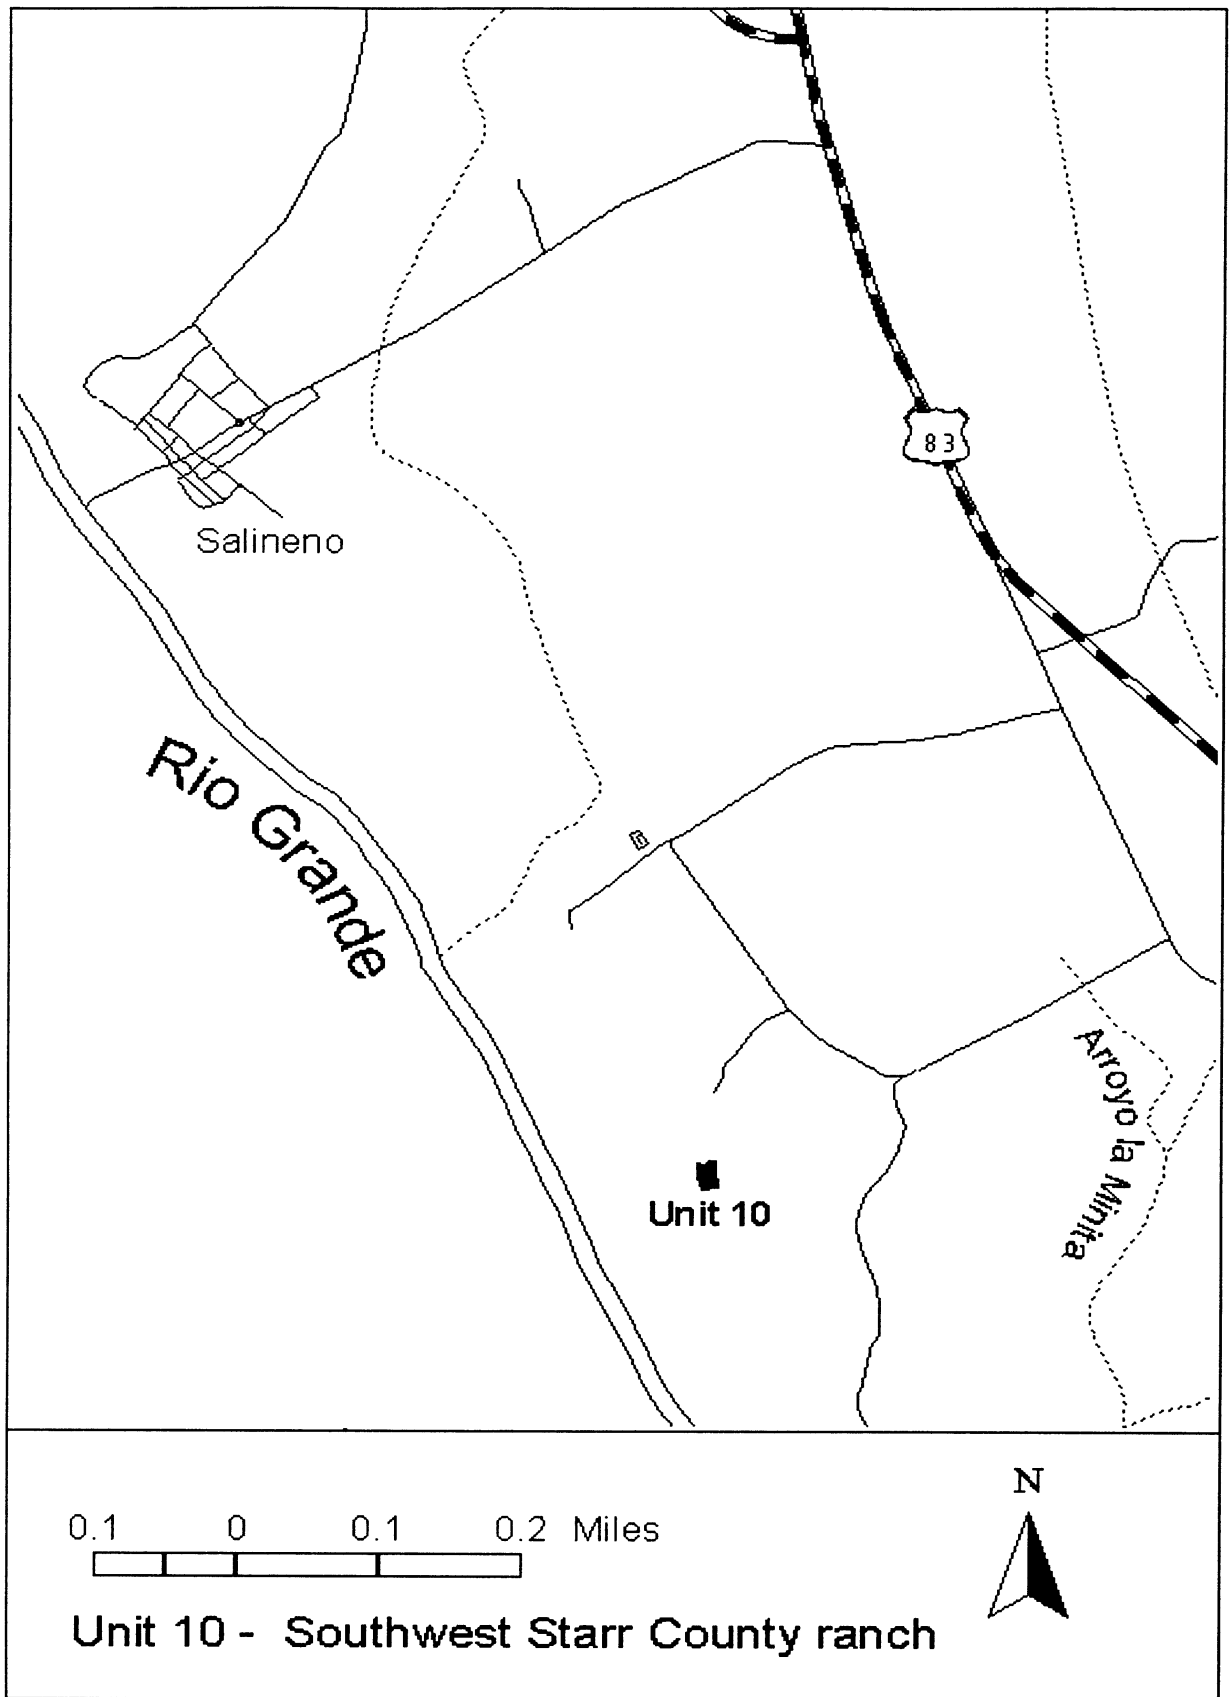 83
Salineno
Rio Grande
Arroyo la Minita
Unit 10
N
0.1 0 0.1 0.2 Miles
Unit 10 - Southwest Starr County ranch